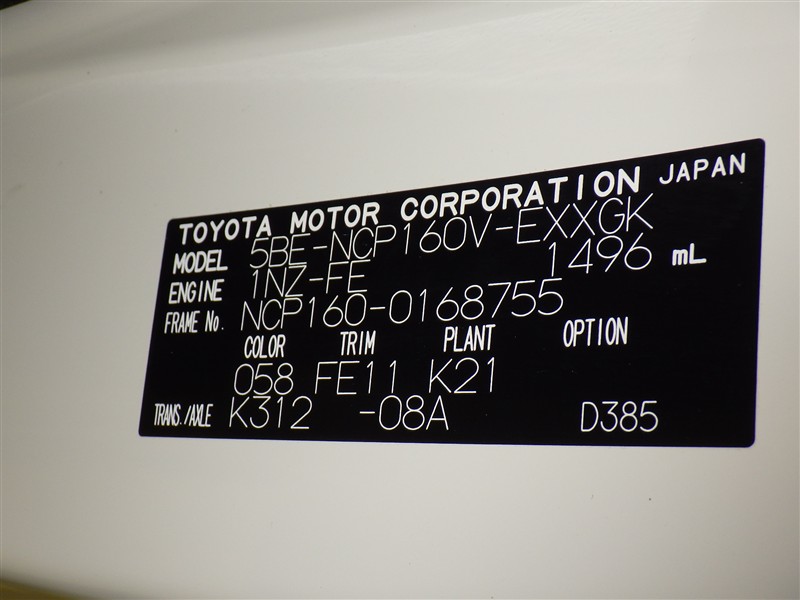 TOYOTA MOTOR CORPORATION JAPAN
MODEL 5BE-NCP160V-EXXGK
ENGINE 1NZ-FE 1496 mL
FRAME No. NCP160-0168755
COLOR TRIM PLANT OPTION
058 FE11 K21
TRANS./AXLE K312 -08A D385